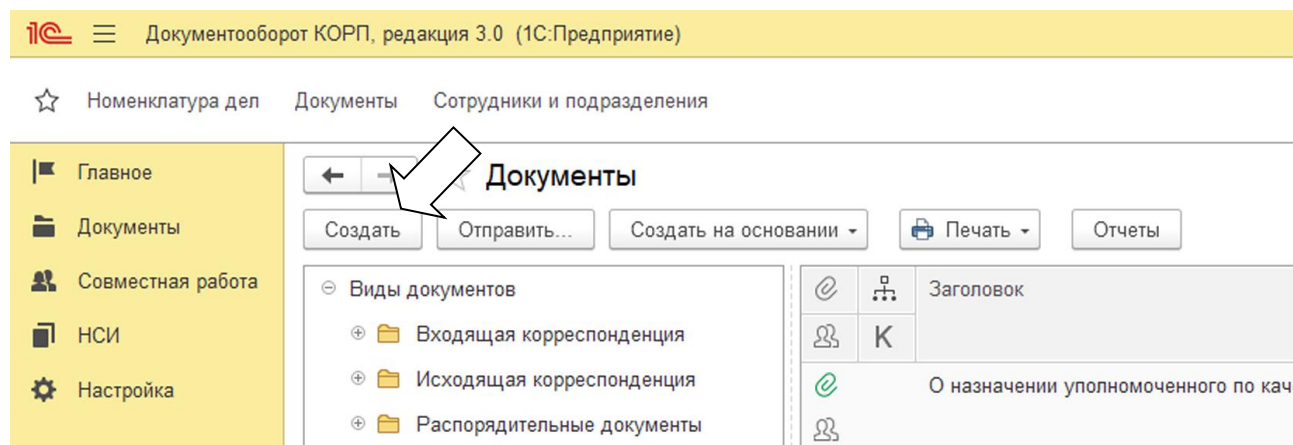 1С Документооборот КОРП, редакция 3.0 (1С:Предприятие)
Номенклатура дел Документы Сотрудники и подразделения
Главное
Документы
Совместная работа
НСИ
Настройка
Документы
Создать Отправить... Создать на основании Печать Отчеты
Виды документов
Входящая корреспонденция
Исходящая корреспонденция
Распорядительные документы
Заголовок
К
О назначении уполномоченного по кач